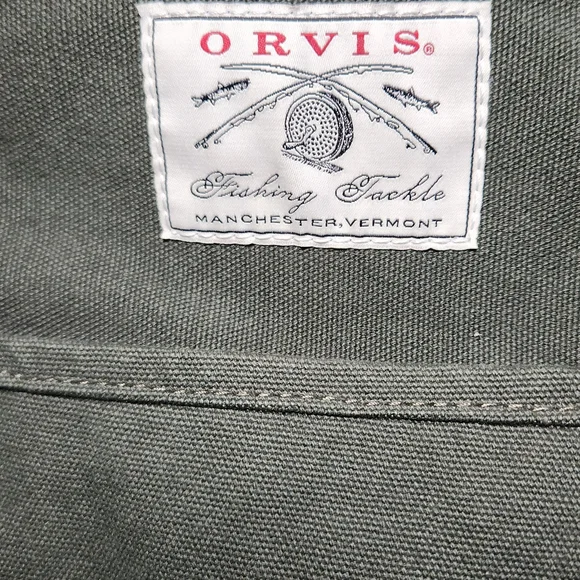 ORVIS®
Fishing Tackle
MANCHESTER, VERMONT